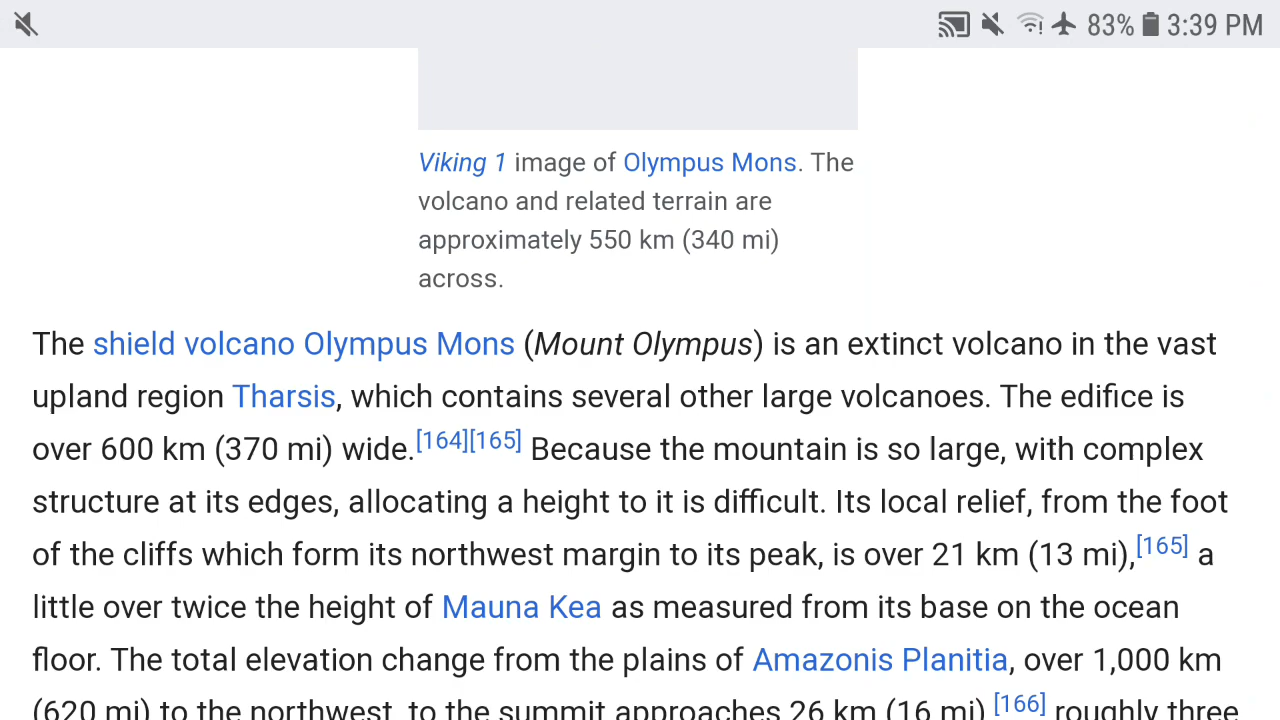 83% 3:39 PM
Viking 1 image of Olympus Mons. The
volcano and related terrain are
approximately 550 km (340 mi)
across.
The shield volcano Olympus Mons (Mount Olympus) is an extinct volcano in the vast
upland region Tharsis, which contains several other large volcanoes. The edifice is
over 600 km (370 mi) wide.[164][165] Because the mountain is so large, with complex
structure at its edges, allocating a height to it is difficult. Its local relief, from the foot
of the cliffs which form its northwest margin to its peak, is over 21 km (13 mi),[165] a
little over twice the height of Mauna Kea as measured from its base on the ocean
floor. The total elevation change from the plains of Amazonis Planitia, over 1,000 km
(620 mi) to the northwest, to the summit approaches 26 km (16 mi),[166] roughly three